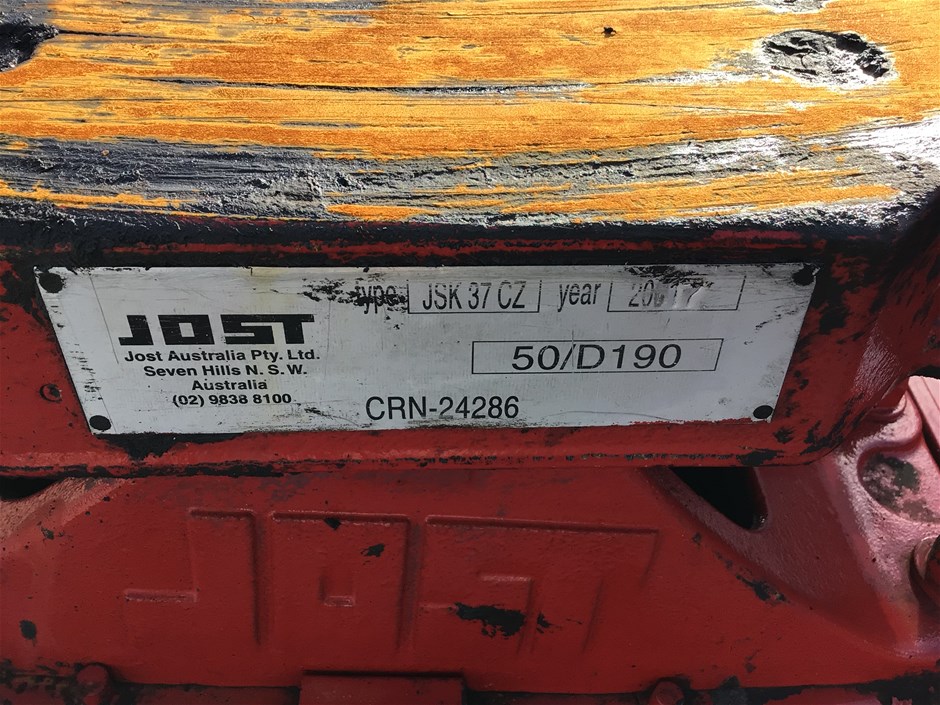 type JSK 37 CZ year
JOST
50/D190
Jost Australia Pty. Ltd.
Seven Hills N. S. W.
Australia
(02) 9838 8100
CRN-24286
JOST